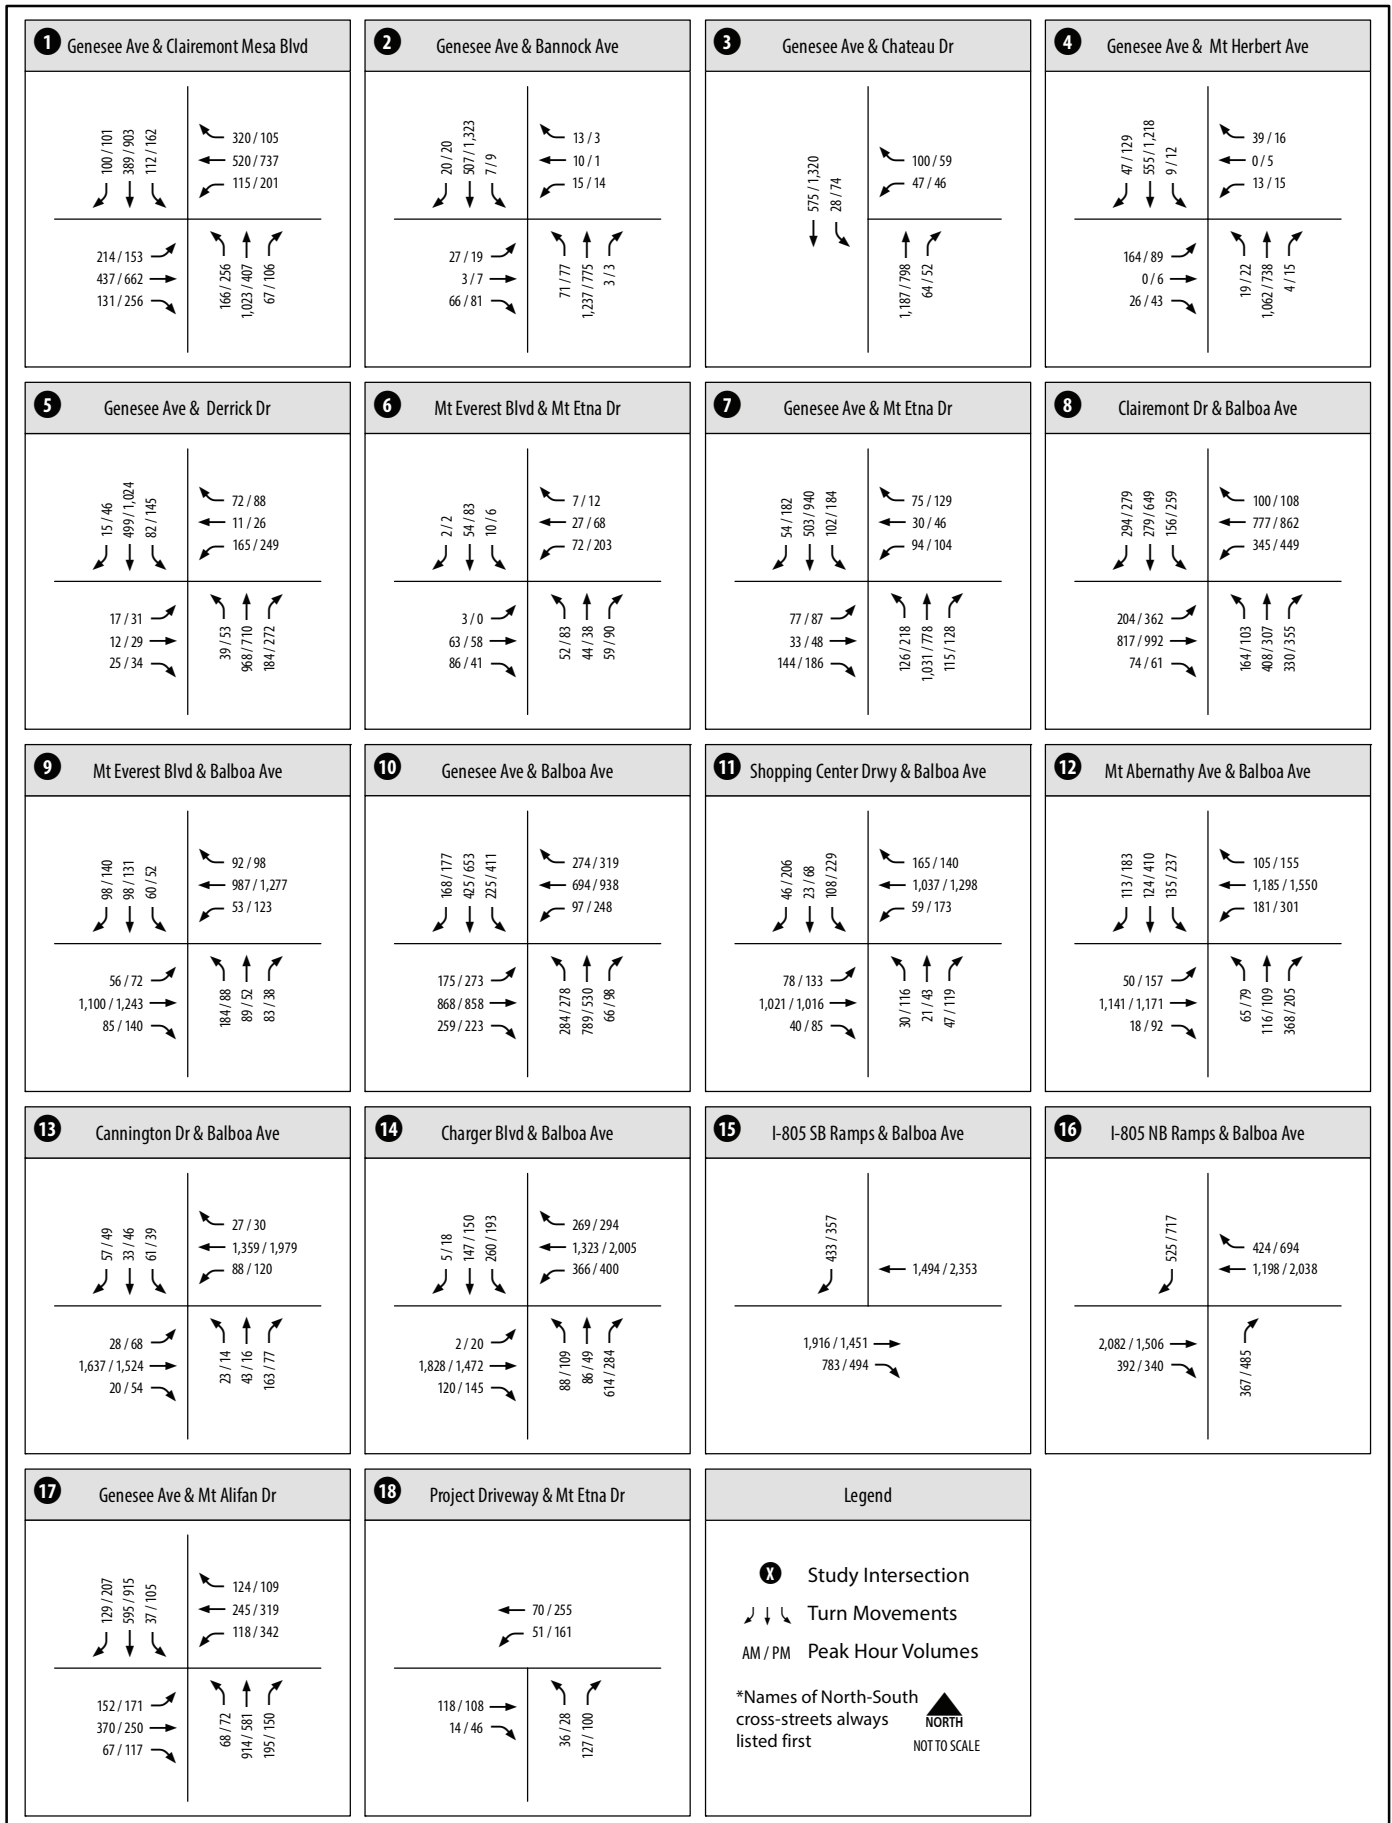 1 Genesee Ave & Clairemont Mesa Blvd
100 / 101
389 / 903
112 / 162
320 / 105
520 / 737
115 / 201
214 / 153
437 / 662
131 / 256
166 / 256
1,023 / 407
67 / 106
2 Genesee Ave & Bannock Ave
20 / 20
507 / 1,323
7 / 9
13 / 3
10 / 1
15 / 14
27 / 19
3 / 7
66 / 81
71 / 77
1,237 / 775
3 / 3
3 Genesee Ave & Chateau Dr
575 / 1,320
28 / 74
100 / 59
47 / 46
1,187 / 798
64 / 52
4 Genesee Ave & Mt Herbert Ave
47 / 129
555 / 1,218
9 / 12
39 / 16
0 / 5
13 / 15
164 / 89
0 / 6
26 / 43
19 / 22
1,062 / 738
4 / 15
5 Genesee Ave & Derrick Dr
15 / 46
499 / 1,024
82 / 145
72 / 88
11 / 26
165 / 249
17 / 31
12 / 29
25 / 34
39 / 53
968 / 710
184 / 272
6 Mt Everest Blvd & Mt Etna Dr
2 / 2
54 / 83
10 / 6
7 / 12
27 / 68
72 / 203
3 / 0
63 / 58
86 / 41
52 / 83
44 / 38
59 / 90
7 Genesee Ave & Mt Etna Dr
54 / 182
503 / 940
102 / 184
75 / 129
30 / 46
94 / 104
77 / 87
33 / 48
144 / 186
126 / 218
1,031 / 778
115 / 128
8 Clairemont Dr & Balboa Ave
294 / 279
279 / 649
156 / 259
100 / 108
777 / 862
345 / 449
204 / 362
817 / 992
74 / 61
164 / 103
408 / 307
330 / 355
9 Mt Everest Blvd & Balboa Ave
98 / 140
98 / 131
60 / 52
92 / 98
987 / 1,277
53 / 123
56 / 72
1,100 / 1,243
85 / 140
184 / 88
89 / 52
83 / 38
10 Genesee Ave & Balboa Ave
168 / 177
425 / 653
225 / 411
274 / 319
694 / 938
97 / 248
175 / 273
868 / 858
259 / 223
284 / 278
789 / 530
66 / 98
11 Shopping Center Drwy & Balboa Ave
46 / 206
23 / 68
108 / 229
165 / 140
1,037 / 1,298
59 / 173
78 / 133
1,021 / 1,016
40 / 85
30 / 116
21 / 43
47 / 119
12 Mt Abernathy Ave & Balboa Ave
113 / 183
124 / 410
135 / 237
105 / 155
1,185 / 1,550
181 / 301
50 / 157
1,141 / 1,171
18 / 92
65 / 79
116 / 109
368 / 205
13 Cannington Dr & Balboa Ave
57 / 49
33 / 46
61 / 39
27 / 30
1,359 / 1,979
88 / 120
28 / 68
1,637 / 1,524
20 / 54
23 / 14
43 / 16
163 / 77
14 Charger Blvd & Balboa Ave
5 / 18
147 / 150
260 / 193
269 / 294
1,323 / 2,005
366 / 400
2 / 20
1,828 / 1,472
120 / 145
88 / 109
86 / 49
614 / 284
15 I-805 SB Ramps & Balboa Ave
433 / 357
1,494 / 2,353
1,916 / 1,451
783 / 494
16 I-805 NB Ramps & Balboa Ave
525 / 717
424 / 694
1,198 / 2,038
2,082 / 1,506
392 / 340
367 / 485
17 Genesee Ave & Mt Alifan Dr
129 / 207
595 / 915
37 / 105
124 / 109
245 / 319
118 / 342
152 / 171
370 / 250
67 / 117
68 / 72
914 / 581
195 / 150
18 Project Driveway & Mt Etna Dr
70 / 255
51 / 161
118 / 108
14 / 46
36 / 28
127 / 100
Legend
X Study Intersection
Turn Movements
AM / PM Peak Hour Volumes
*Names of North-South
cross-streets always
listed first
NORTH
NOT TO SCALE